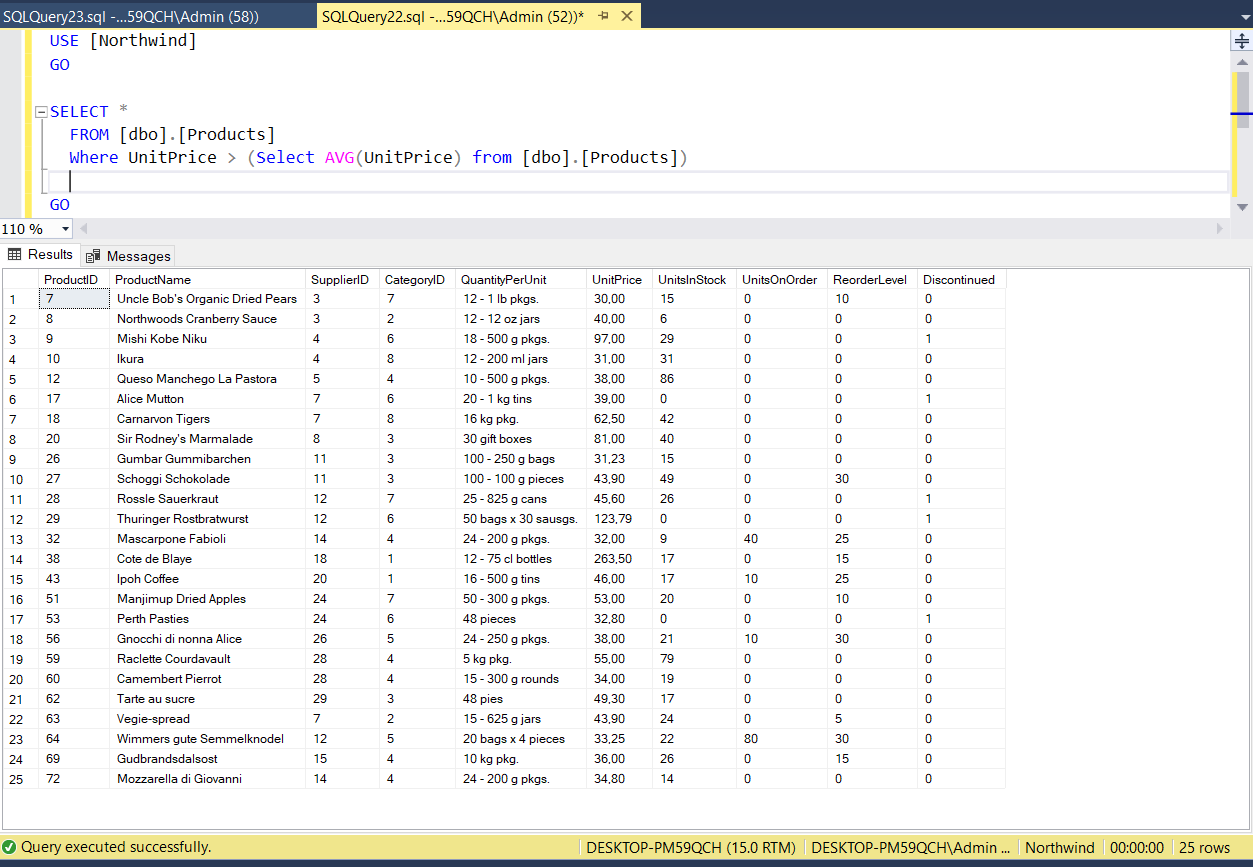 SQLQuery23.sql -...59QCH\Admin (58)) SQLQuery22.sql -...59QCH\Admin (52))*
USE [Northwind]
GO
SELECT *
FROM [dbo].[Products]
Where UnitPrice > (Select AVG(UnitPrice) from [dbo].[Products])
GO
110 %
Results Messages
ProductID ProductName SupplierID CategoryID QuantityPerUnit UnitPrice UnitsInStock UnitsOnOrder ReorderLevel Discontinued
1 7 Uncle Bob's Organic Dried Pears 3 7 12 - 1 lb pkgs. 30,00 15 0 10 0
2 8 Northwoods Cranberry Sauce 3 2 12 - 12 oz jars 40,00 6 0 0 0
3 9 Mishi Kobe Niku 4 6 18 - 500 g pkgs. 97,00 29 0 0 1
4 10 Ikura 4 8 12 - 200 ml jars 31,00 31 0 0 0
5 12 Queso Manchego La Pastora 5 4 10 - 500 g pkgs. 38,00 86 0 0 0
6 17 Alice Mutton 7 6 20 - 1 kg tins 39,00 0 0 0 1
7 18 Carnarvon Tigers 7 8 16 kg pkg. 62,50 42 0 0 0
8 20 Sir Rodney's Marmalade 8 3 30 gift boxes 81,00 40 0 0 0
9 26 Gumbar Gummibarchen 11 3 100 - 250 g bags 31,23 15 0 0 0
10 27 Schoggi Schokolade 11 3 100 - 100 g pieces 43,90 49 0 30 0
11 28 Rossle Sauerkraut 12 7 25 - 825 g cans 45,60 26 0 0 1
12 29 Thuringer Rostbratwurst 12 6 50 bags x 30 sausgs. 123,79 0 0 0 1
13 32 Mascarpone Fabioli 14 4 24 - 200 g pkgs. 32,00 9 40 25 0
14 38 Cote de Blaye 18 1 12 - 75 cl bottles 263,50 17 0 15 0
15 43 Ipoh Coffee 20 1 16 - 500 g tins 46,00 17 10 25 0
16 51 Manjimup Dried Apples 24 7 50 - 300 g pkgs. 53,00 20 0 10 0
17 53 Perth Pasties 24 6 48 pieces 32,80 0 0 0 1
18 56 Gnocchi di nonna Alice 26 5 24 - 250 g pkgs. 38,00 21 10 30 0
19 59 Raclette Courdavault 28 4 5 kg pkg. 55,00 79 0 0 0
20 60 Camembert Pierrot 28 4 15 - 300 g rounds 34,00 19 0 0 0
21 62 Tarte au sucre 29 3 48 pies 49,30 17 0 0 0
22 63 Vegie-spread 7 2 15 - 625 g jars 43,90 24 0 5 0
23 64 Wimmers gute Semmelknodel 12 5 20 bags x 4 pieces 33,25 22 80 30 0
24 69 Gudbrandsdalsost 15 4 10 kg pkg. 36,00 26 0 15 0
25 72 Mozzarella di Giovanni 14 4 24 - 200 g pkgs. 34,80 14 0 0 0
Query executed successfully. DESKTOP-PM59QCH (15.0 RTM) DESKTOP-PM59QCH\Admin ... Northwind 00:00:00 25 rows